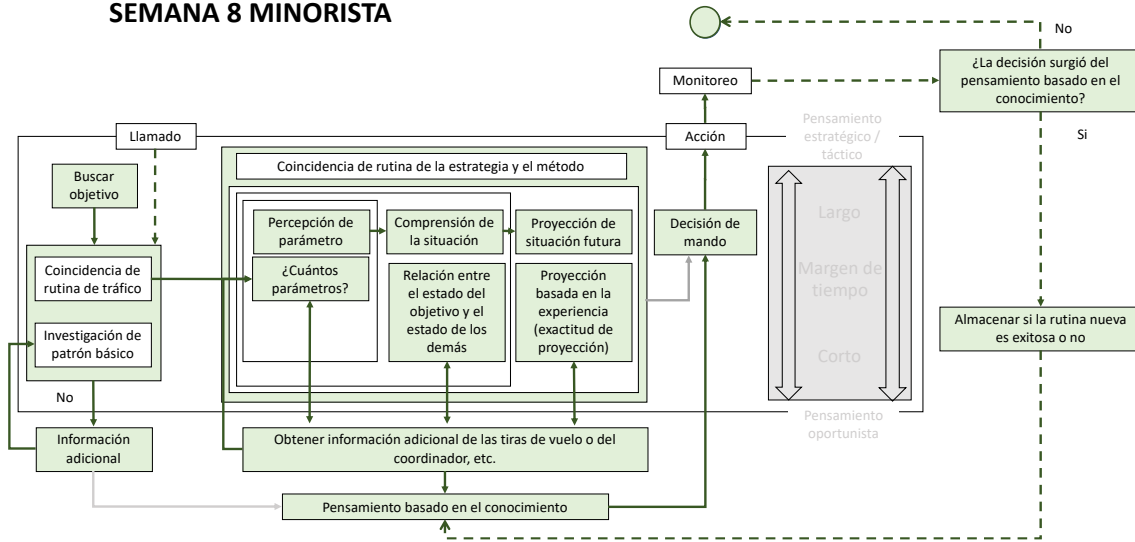 SEMANA 8 MINORISTA
No
¿La decisión surgió del
pensamiento basado en el
conocimiento?
Monitoreo
Si
Llamado
Acción
Pensamiento
estratégico /
táctico
Buscar
objetivo
Coincidencia de rutina de la estrategia y el método
Percepción de
parámetro
Comprensión de
la situación
Proyección de
situación futura
Decisión de
mando
Largo
Coincidencia de
rutina de tráfico
¿Cuántos
parámetros?
Relación entre
el estado del
objetivo y el
estado de los
demás
Proyección
basada en la
experiencia
(exactitud de
proyección)
Margen de
tiempo
Investigación de
patrón básico
Almacenar si la rutina nueva
es exitosa o no
Corto
No
Pensamiento
oportunista
Información
adicional
Obtener información adicional de las tiras de vuelo o del
coordinador, etc.
Pensamiento basado en el conocimiento